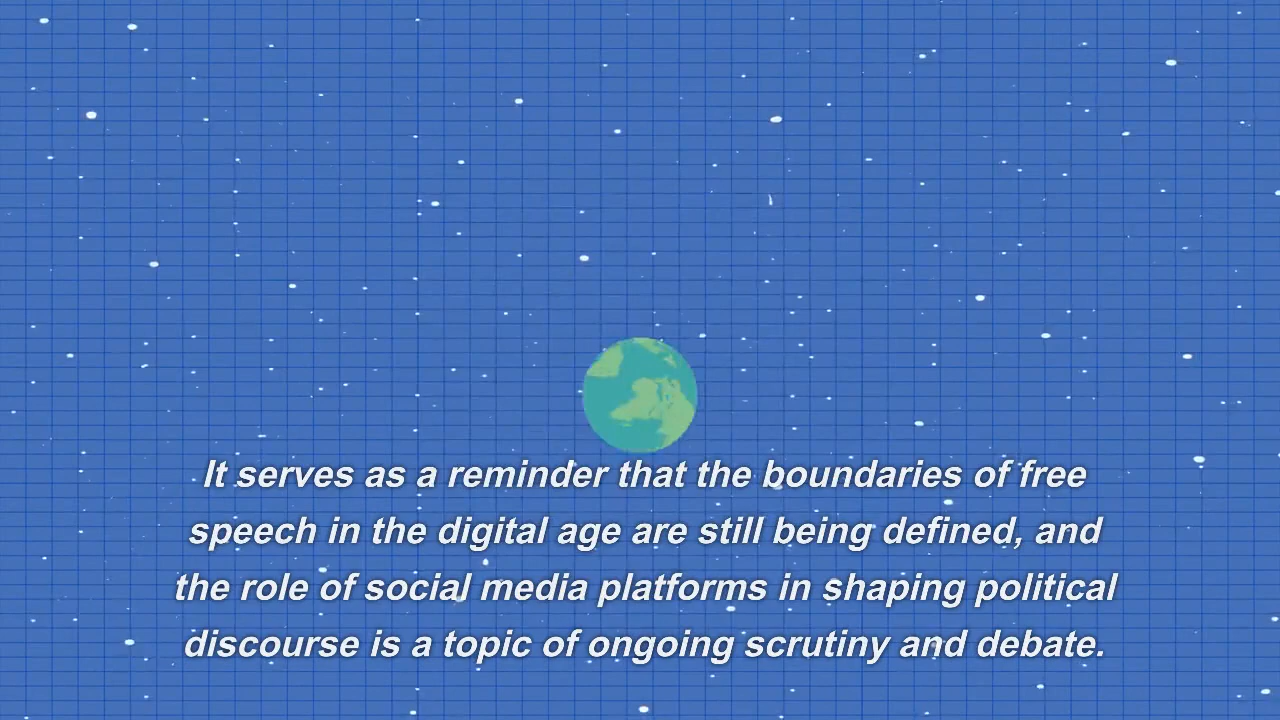 It serves as a reminder that the boundaries of free
speech in the digital age are still being defined, and
the role of social media platforms in shaping political
discourse is a topic of ongoing scrutiny and debate.